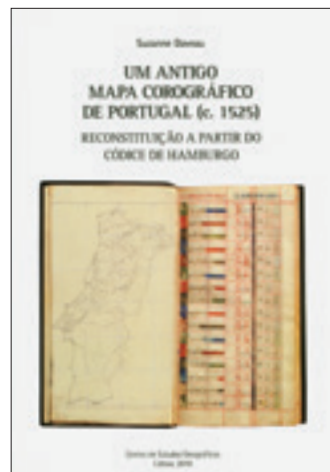 Suzanne Daveau
UM ANTIGO
MAPA COROGRÁFICO
DE PORTUGAL (c. 1525)
RECONSTITUIÇÃO A PARTIR DO
CÓDICE DE HAMBURGO
Centro de Estudos Geográficos
Lisboa, 2010